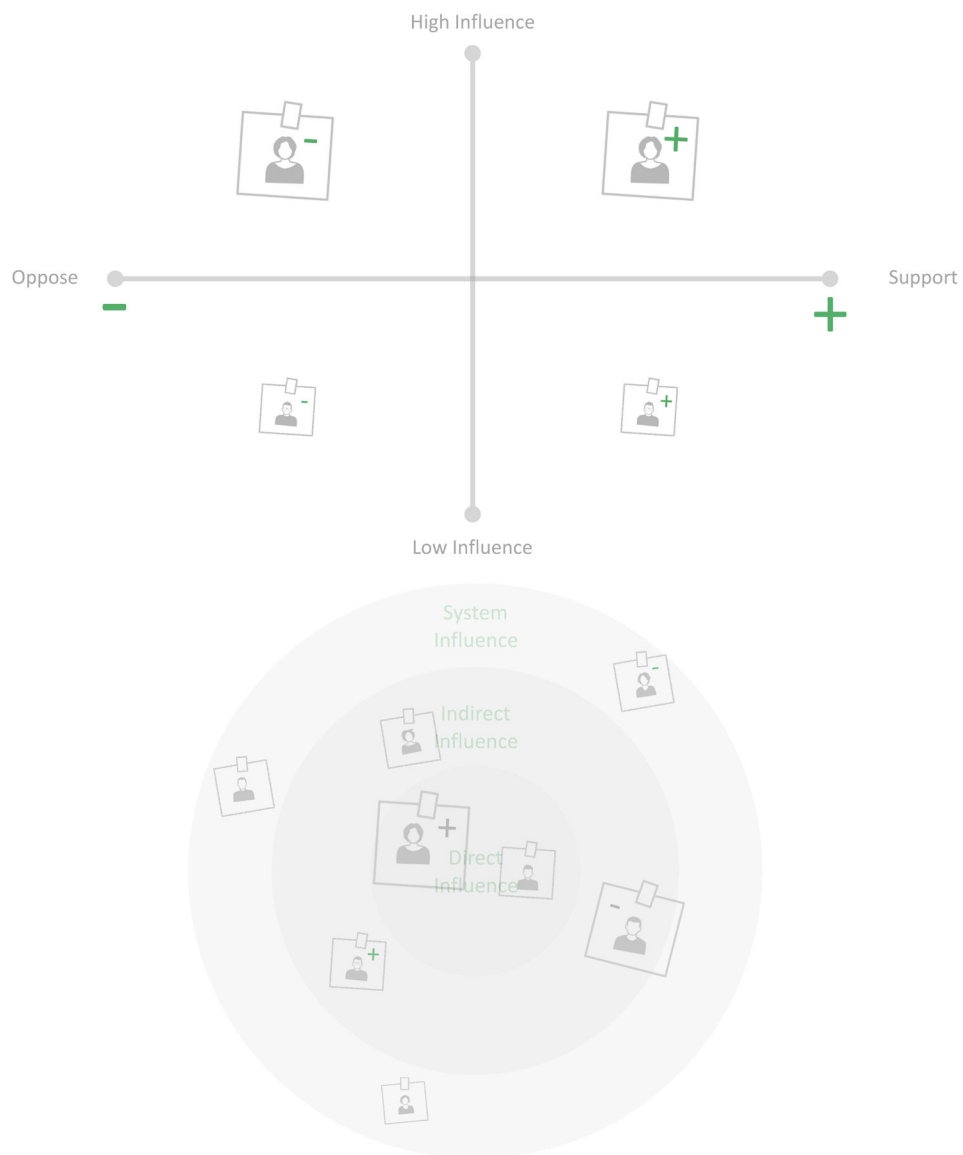 High Influence
Oppose
Support
Low Influence
System
Influence
Indirect
Influence
Direct
Influence